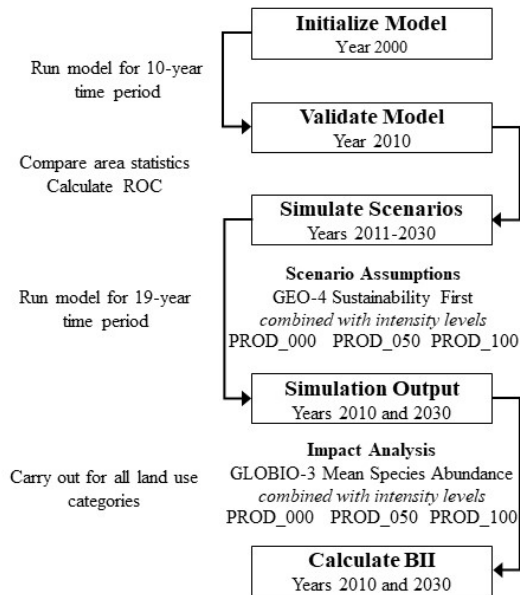 Initialize Model
Year 2000
Run model for 10-year
time period
Validate Model
Year 2010
Compare area statistics
Calculate ROC
Simulate Scenarios
Years 2011-2030
Scenario Assumptions
GEO-4 Sustainability First
combined with intensity levels
PROD_000 PROD_050 PROD_100
Run model for 19-year
time period
Simulation Output
Years 2010 and 2030
Impact Analysis
GLOBIO-3 Mean Species Abundance
combined with intensity levels
PROD_000 PROD_050 PROD_100
Carry out for all land use
categories
Calculate BII
Years 2010 and 2030